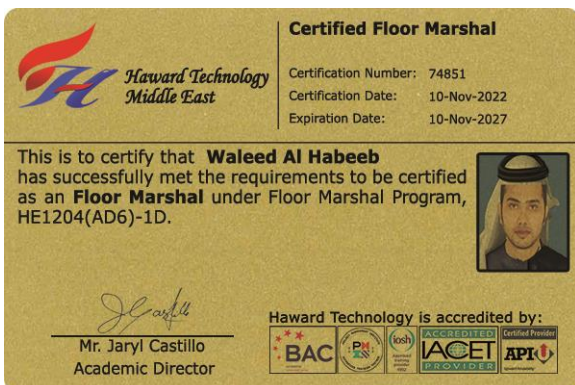 Certified Floor Marshal
Haward Technology
Middle East
Certification Number: 74851
Certification Date: 10-Nov-2022
Expiration Date: 10-Nov-2027
This is to certify that Waleed Al Habeeb
has successfully met the requirements to be certified
as an Floor Marshal under Floor Marshal Program,
HE1204(AD6)-1D.
Mr. Jaryl Castillo
Academic Director
Haward Technology is accredited by:
BAC
iosh
ACCREDITED
IACET
PROVIDER
Certified Provider
API U